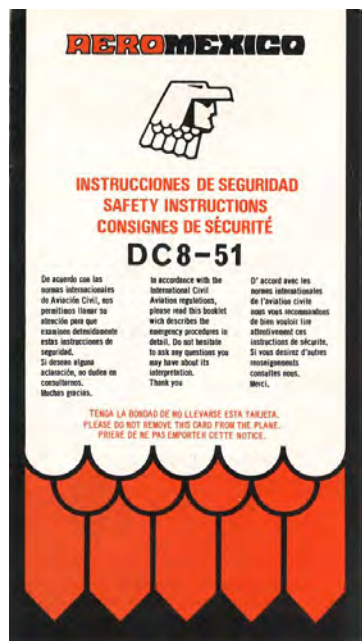 AEROMEXICO
INSTRUCCIONES DE SEGURIDAD
SAFETY INSTRUCTIONS
CONSIGNES DE SÉCURITÉ
DC8-51
De acuerdo con las
normas internacionales
de Aviación Civil, nos
permitimos llamar su
atención para que
examinen detenidamente
estas instrucciones de
seguridad.
Si desean alguna
aclaración, no duden en
consultarnos.
Muchas gracias.
In accordance with the
International Civil
Aviation regulations,
please read this booklet
wich describes the
emergency procedures in
detail. Do not hesitate
to ask any questions you
may have about its
interpretation.
Thank you
D' accord avec les
normes internationales
de l'aviation civile
nous vous recommandons
de bien vouloir lire
attentivement ces
instructions de sécurite.
Si vous desirez d'autres
renseignements
consultez nous.
Merci.
TENGA LA BONDAD DE NO LLEVARSE ESTA TARJETA.
PLEASE DO NOT REMOVE THIS CARD FROM THE PLANE.
PRIERE DE NE PAS EMPORTER CETTE NOTICE.